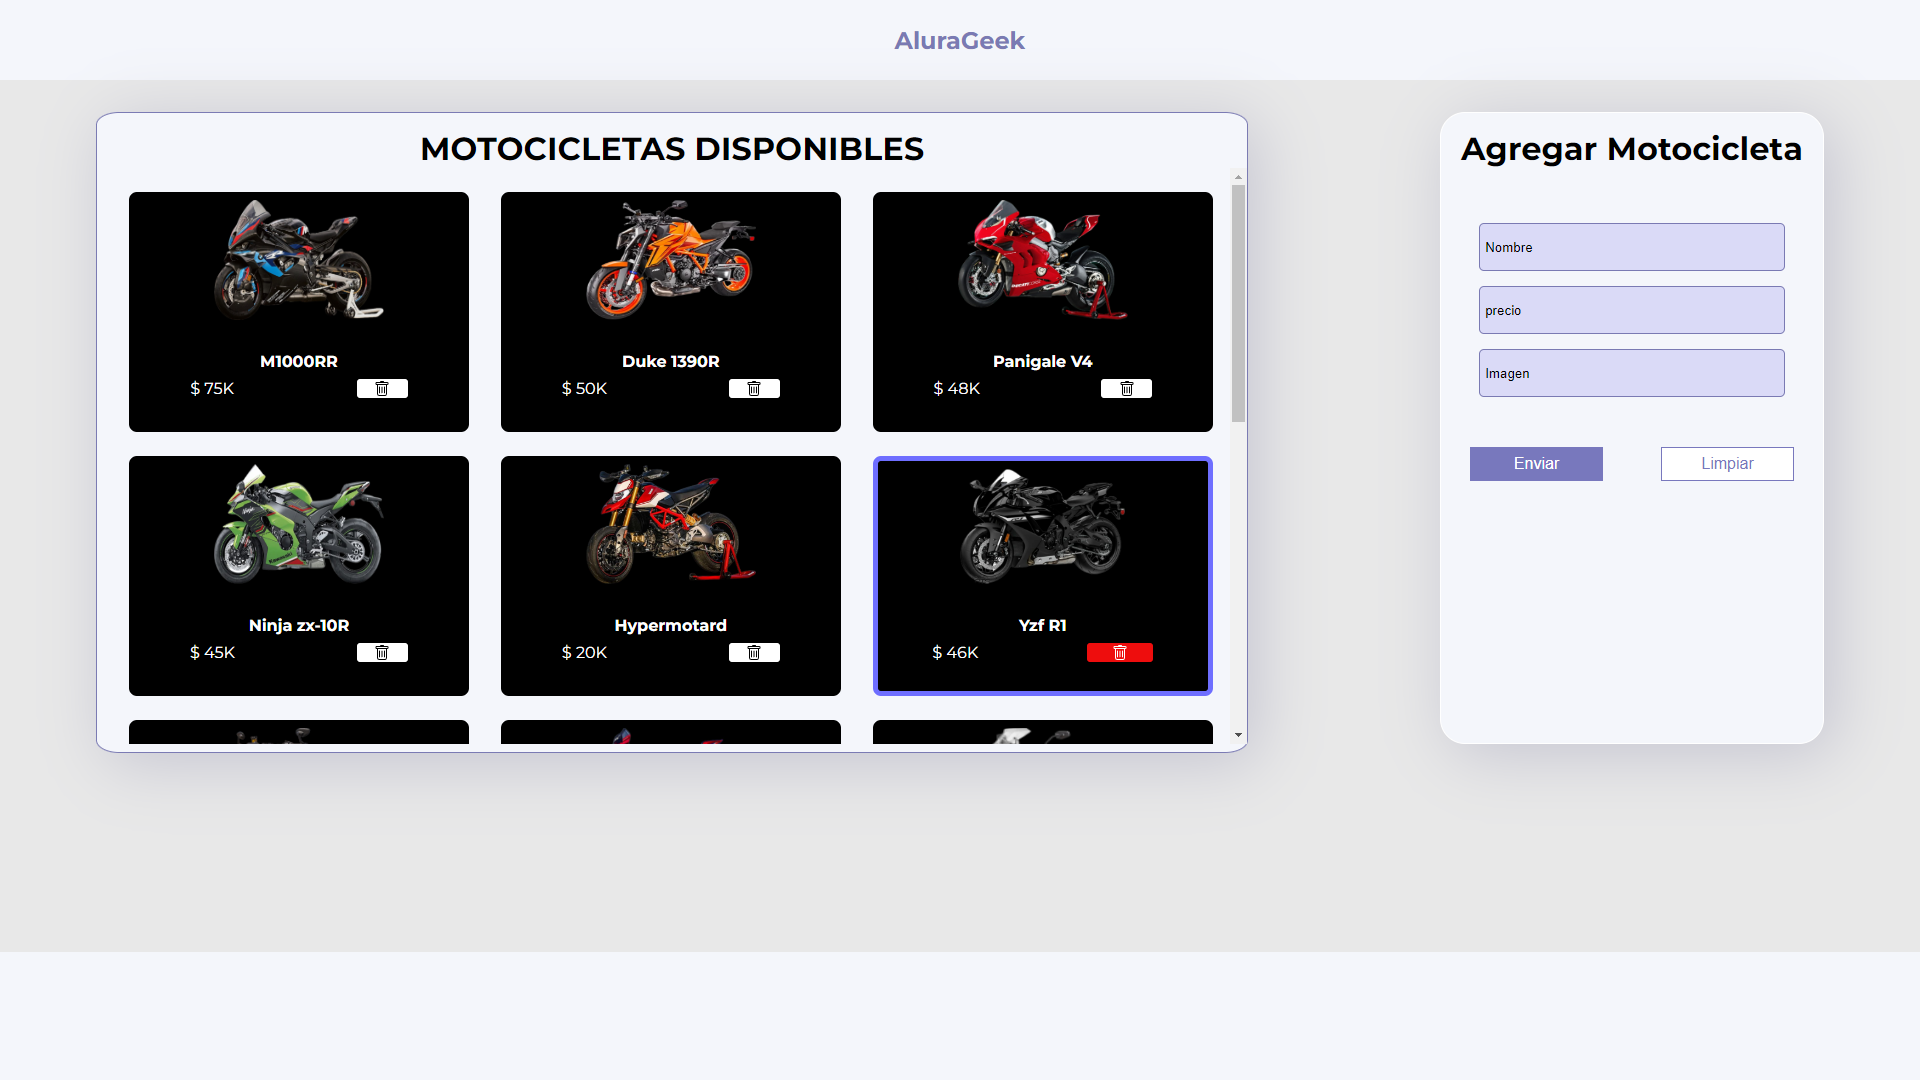 AluraGeek
MOTOCICLETAS DISPONIBLES
M1000RR
$ 75K
Duke 1390R
$ 50K
Panigale V4
$ 48K
Ninja zx-10R
$ 45K
Hypermotard
$ 20K
Yzf R1
$ 46K
Agregar Motocicleta
Nombre
precio
Imagen
Enviar
Limpiar